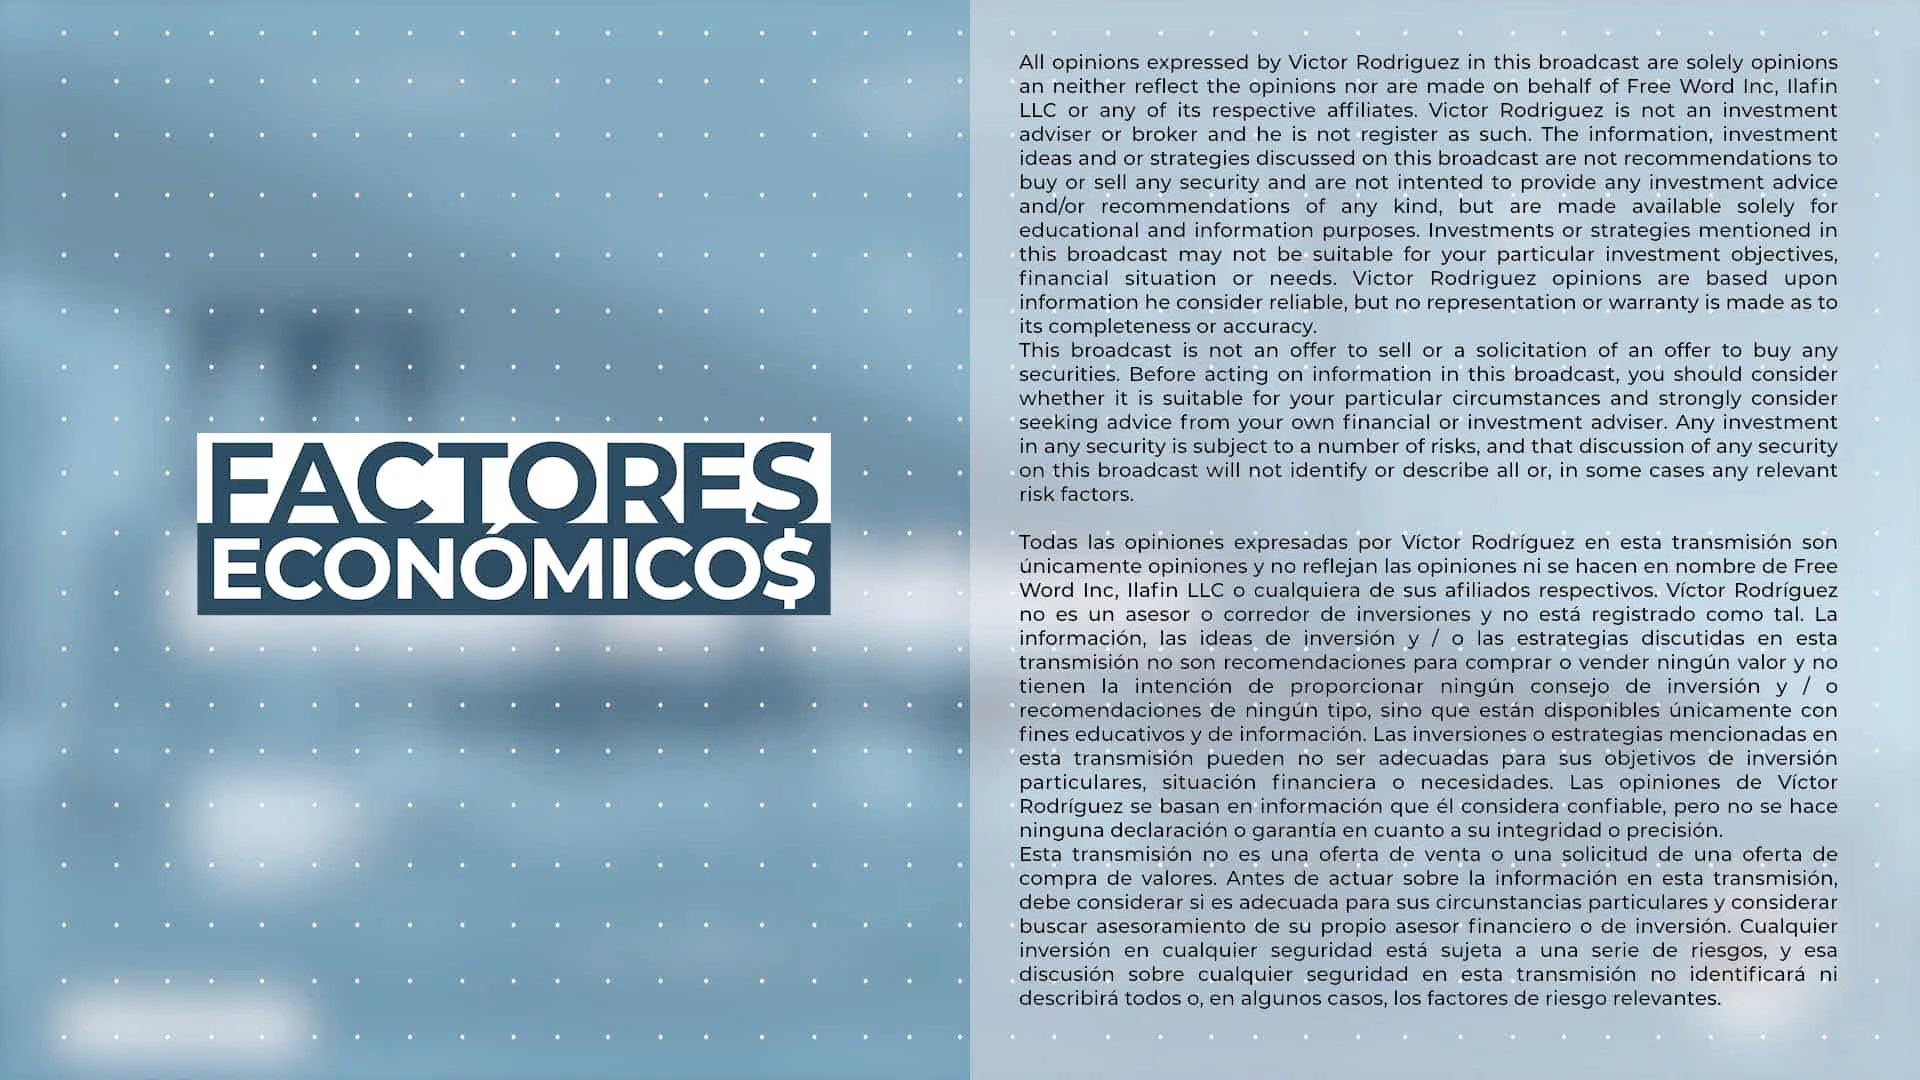 FACTORES
ECONÓMICO$
All opinions expressed by Victor Rodriguez in this broadcast are solely opinions
an neither reflect the opinions nor are made on behalf of Free Word Inc, Ilafin
LLC or any of its respective affiliates. Victor Rodriguez is not an investment
adviser or broker and he is not register as such. The information, investment
ideas and or strategies discussed on this broadcast are not recommendations to
buy or sell any security and are not intented to provide any investment advice
and/or recommendations of any kind, but are made available solely for
educational and information purposes. Investments or strategies mentioned in
this broadcast may not be suitable for your particular investment objectives,
financial situation or needs. Victor Rodriguez opinions are based upon
information he consider reliable, but no representation or warranty is made as to
its completeness or accuracy.
This broadcast is not an offer to sell or a solicitation of an offer to buy any
securities. Before acting on information in this broadcast, you should consider
whether it is suitable for your particular circumstances and strongly consider
seeking advice from your own financial or investment adviser. Any investment
in any security is subject to a number of risks, and that discussion of any security
on this broadcast will not identify or describe all or, in some cases any relevant
risk factors.
Todas las opiniones expresadas por Víctor Rodríguez en esta transmisión son
únicamente opiniones y no reflejan las opiniones ni se hacen en nombre de Free
Word Inc, Ilafin LLC o cualquiera de sus afiliados respectivos. Víctor Rodríguez
no es un asesor o corredor de inversiones y no está registrado como tal. La
información, las ideas de inversión y / o las estrategias discutidas en esta
transmisión no son recomendaciones para comprar o vender ningún valor y no
tienen la intención de proporcionar ningún consejo de inversión y / o
recomendaciones de ningún tipo, sino que están disponibles únicamente con
fines educativos y de información. Las inversiones o estrategias mencionadas en
esta transmisión pueden no ser adecuadas para sus objetivos de inversión
particulares, situación financiera o necesidades. Las opiniones de Víctor
Rodríguez se basan en información que él considera confiable, pero no se hace
ninguna declaración o garantía en cuanto a su integridad o precisión.
Esta transmisión no es una oferta de venta o una solicitud de una oferta de
compra de valores. Antes de actuar sobre la información en esta transmisión,
debe considerar si es adecuada para sus circunstancias particulares y considerar
buscar asesoramiento de su propio asesor financiero o de inversión. Cualquier
inversión en cualquier seguridad está sujeta a una serie de riesgos, y esa
discusión sobre cualquier seguridad en esta transmisión no identificará ni
describirá todos o, en algunos casos, los factores de riesgo relevantes.